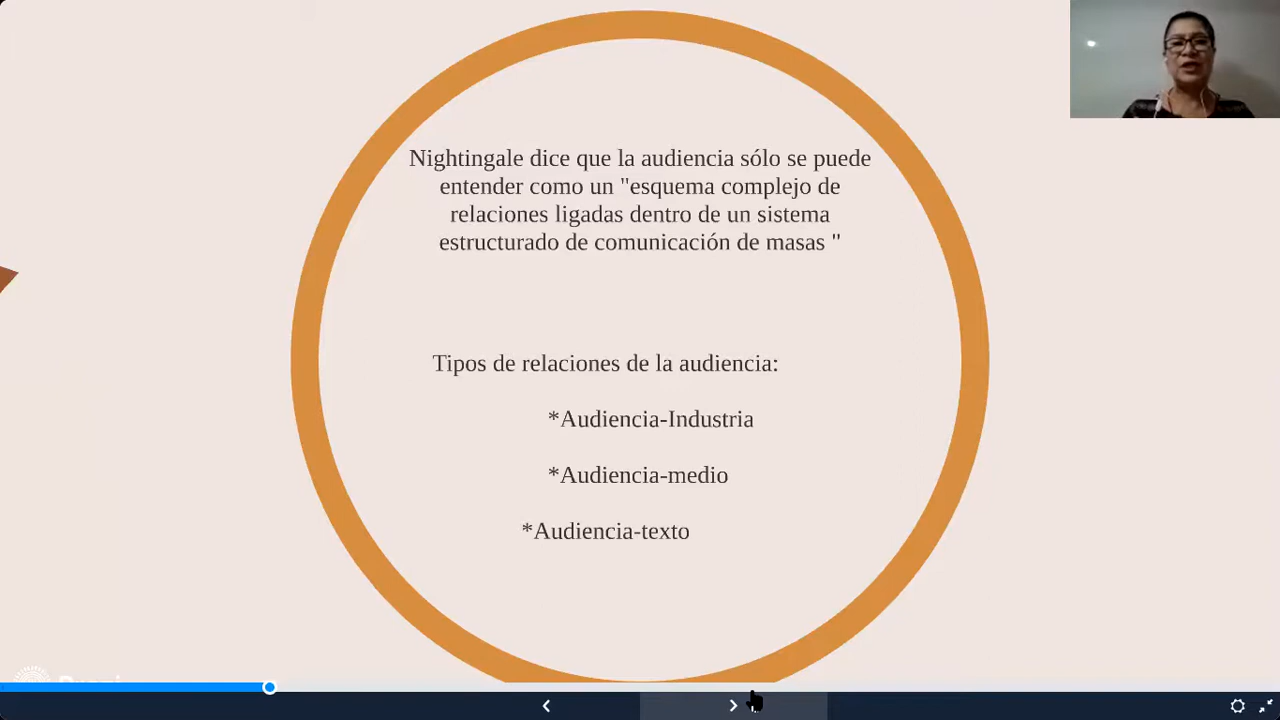 Nightingale dice que la audiencia sólo se puede
entender como un "esquema complejo de
relaciones ligadas dentro de un sistema
estructurado de comunicación de masas "
Tipos de relaciones de la audiencia:
*Audiencia-Industria
*Audiencia-medio
*Audiencia-texto